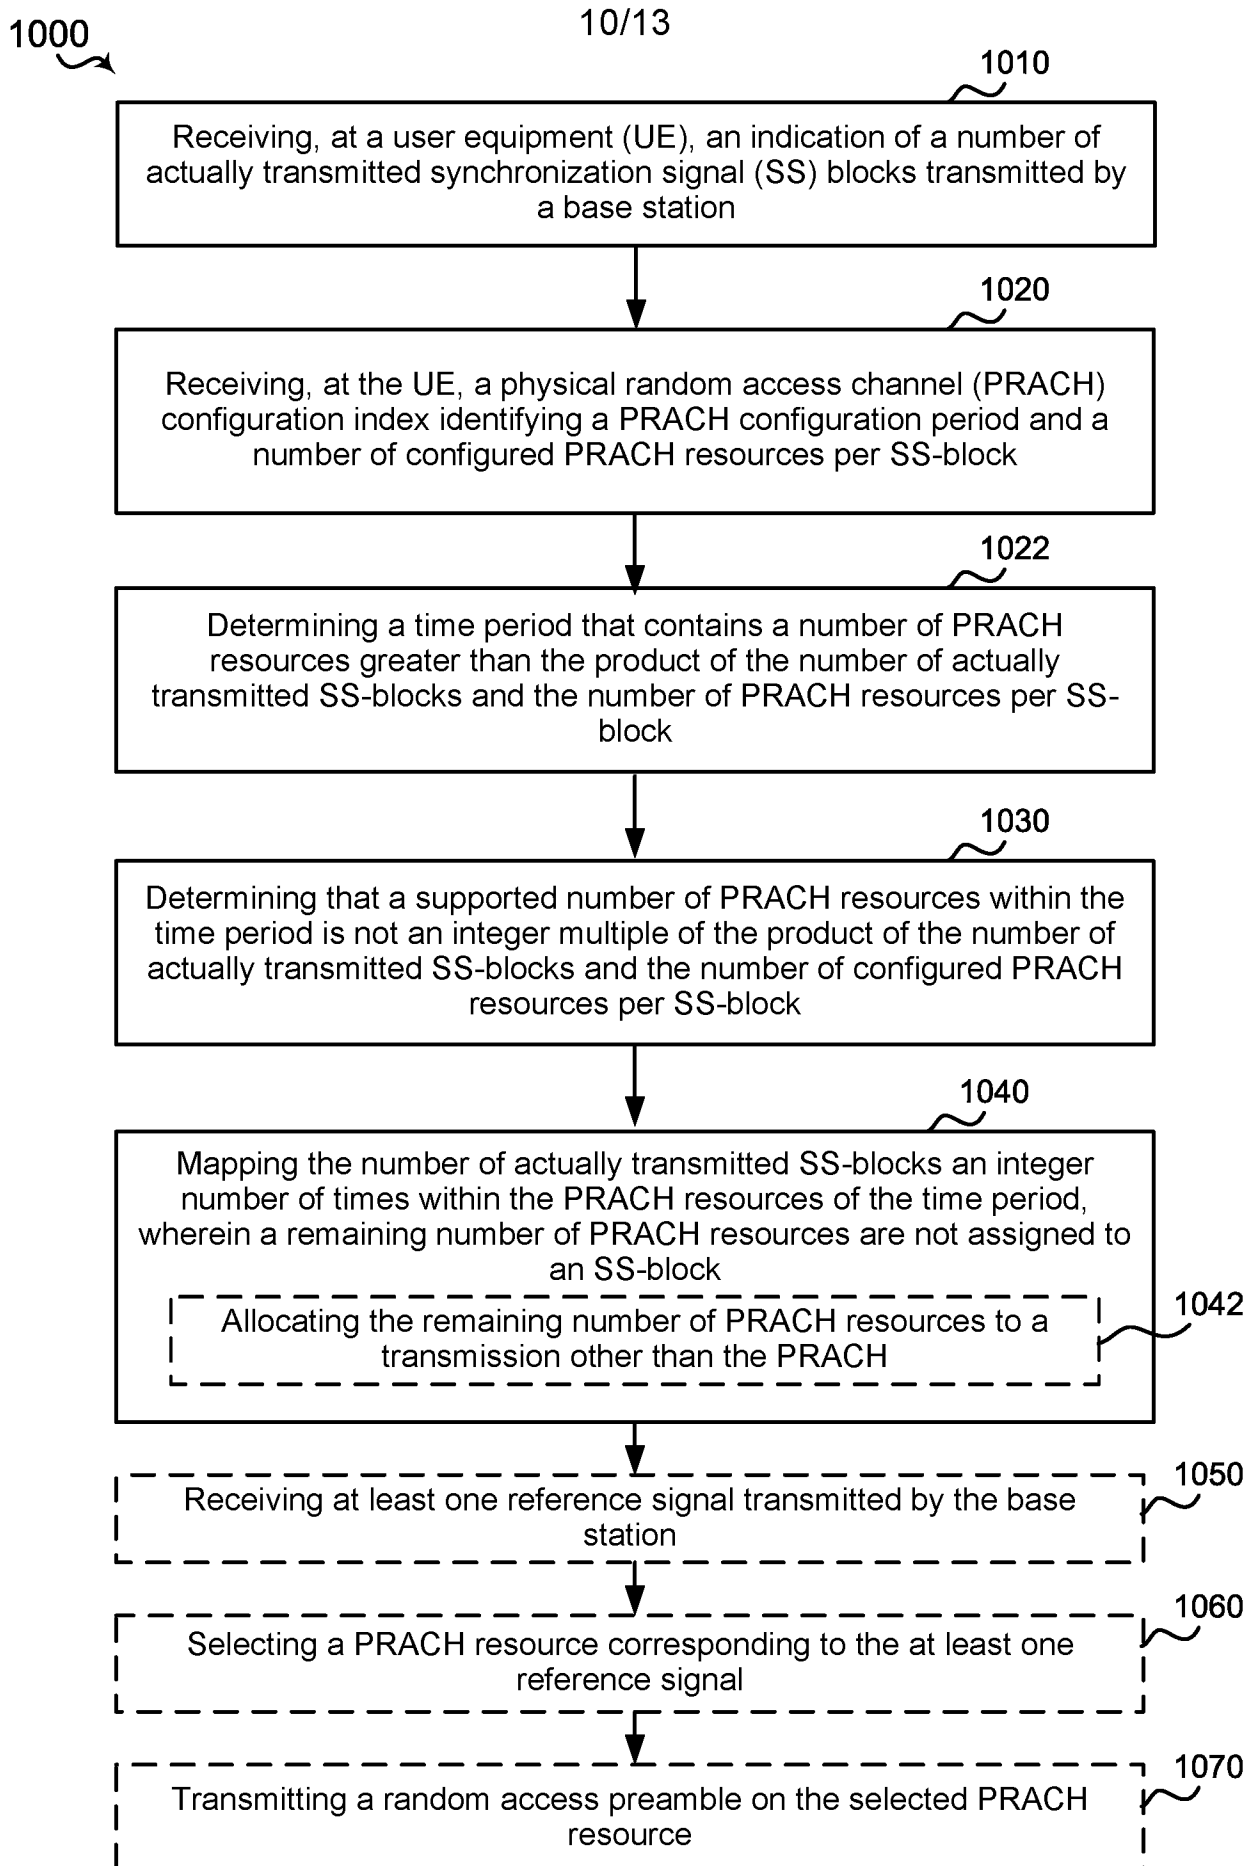 10/13
1000
1010
Receiving, at a user equipment (UE), an indication of a number of
actually transmitted synchronization signal (SS) blocks transmitted by
a base station
1020
Receiving, at the UE, a physical random access channel (PRACH)
configuration index identifying a PRACH configuration period and a
number of configured PRACH resources per SS-block
1022
Determining a time period that contains a number of PRACH
resources greater than the product of the number of actually
transmitted SS-blocks and the number of PRACH resources per SS-
block
1030
Determining that a supported number of PRACH resources within the
time period is not an integer multiple of the product of the number of
actually transmitted SS-blocks and the number of configured PRACH
resources per SS-block
1040
Mapping the number of actually transmitted SS-blocks an integer
number of times within the PRACH resources of the time period,
wherein a remaining number of PRACH resources are not assigned to
an SS-block
1042
Allocating the remaining number of PRACH resources to a
transmission other than the PRACH
1050
Receiving at least one reference signal transmitted by the base
station
1060
Selecting a PRACH resource corresponding to the at least one
reference signal
1070
Transmitting a random access preamble on the selected PRACH
resource